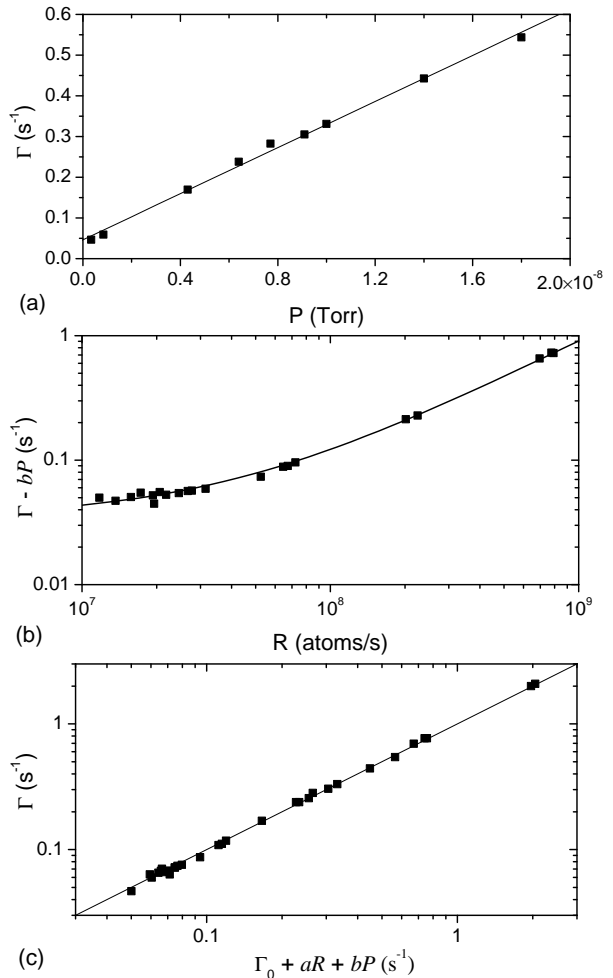 0.6
0.5
0.4
0.3
0.2
0.1
0.0
Γ (s⁻¹)
0.0 0.4 0.8 1.2 1.6 2.0×10⁻⁸
(a) P (Torr)
1
0.1
0.01
Γ - bP (s⁻¹)
10⁷ 10⁸ 10⁹
(b) R (atoms/s)
1
0.1
Γ (s⁻¹)
0.1 1
(c) Γ₀ + aR + bP (s⁻¹)